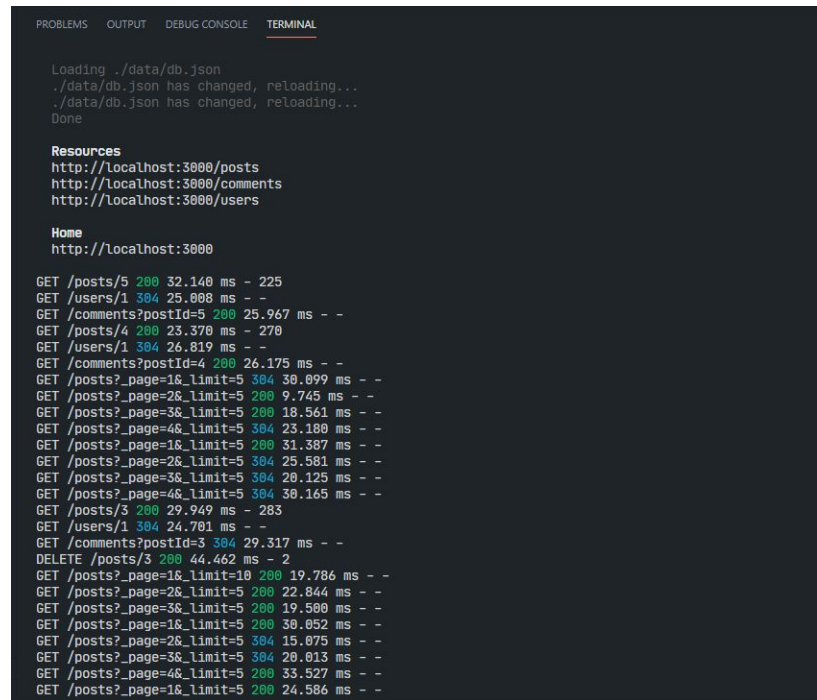 PROBLEMS OUTPUT DEBUG CONSOLE TERMINAL
Loading ./data/db.json
./data/db.json has changed, reloading...
./data/db.json has changed, reloading...
Done
Resources
http://localhost:3000/posts
http://localhost:3000/comments
http://localhost:3000/users
Home
http://localhost:3000
GET /posts/5 200 32.140 ms - 225
GET /users/1 304 25.008 ms - -
GET /comments?postId=5 200 25.967 ms - -
GET /posts/4 200 23.370 ms - 270
GET /users/1 304 26.819 ms - -
GET /comments?postId=4 200 26.175 ms - -
GET /posts?_page=1&_limit=5 304 30.099 ms - -
GET /posts?_page=2&_limit=5 200 9.745 ms - -
GET /posts?_page=3&_limit=5 200 18.561 ms - -
GET /posts?_page=4&_limit=5 304 23.180 ms - -
GET /posts?_page=1&_limit=5 200 31.387 ms - -
GET /posts?_page=2&_limit=5 304 25.581 ms - -
GET /posts?_page=3&_limit=5 304 20.125 ms - -
GET /posts?_page=4&_limit=5 304 30.165 ms - -
GET /posts/3 200 29.949 ms - 283
GET /users/1 304 24.701 ms - -
GET /comments?postId=3 304 29.317 ms - -
DELETE /posts/3 200 44.462 ms - 2
GET /posts?_page=1&_limit=10 200 19.786 ms - -
GET /posts?_page=2&_limit=5 200 22.844 ms - -
GET /posts?_page=3&_limit=5 200 19.500 ms - -
GET /posts?_page=1&_limit=5 200 30.052 ms - -
GET /posts?_page=2&_limit=5 304 15.075 ms - -
GET /posts?_page=3&_limit=5 304 20.013 ms - -
GET /posts?_page=4&_limit=5 200 33.527 ms - -
GET /posts?_page=1&_limit=5 200 24.586 ms - -